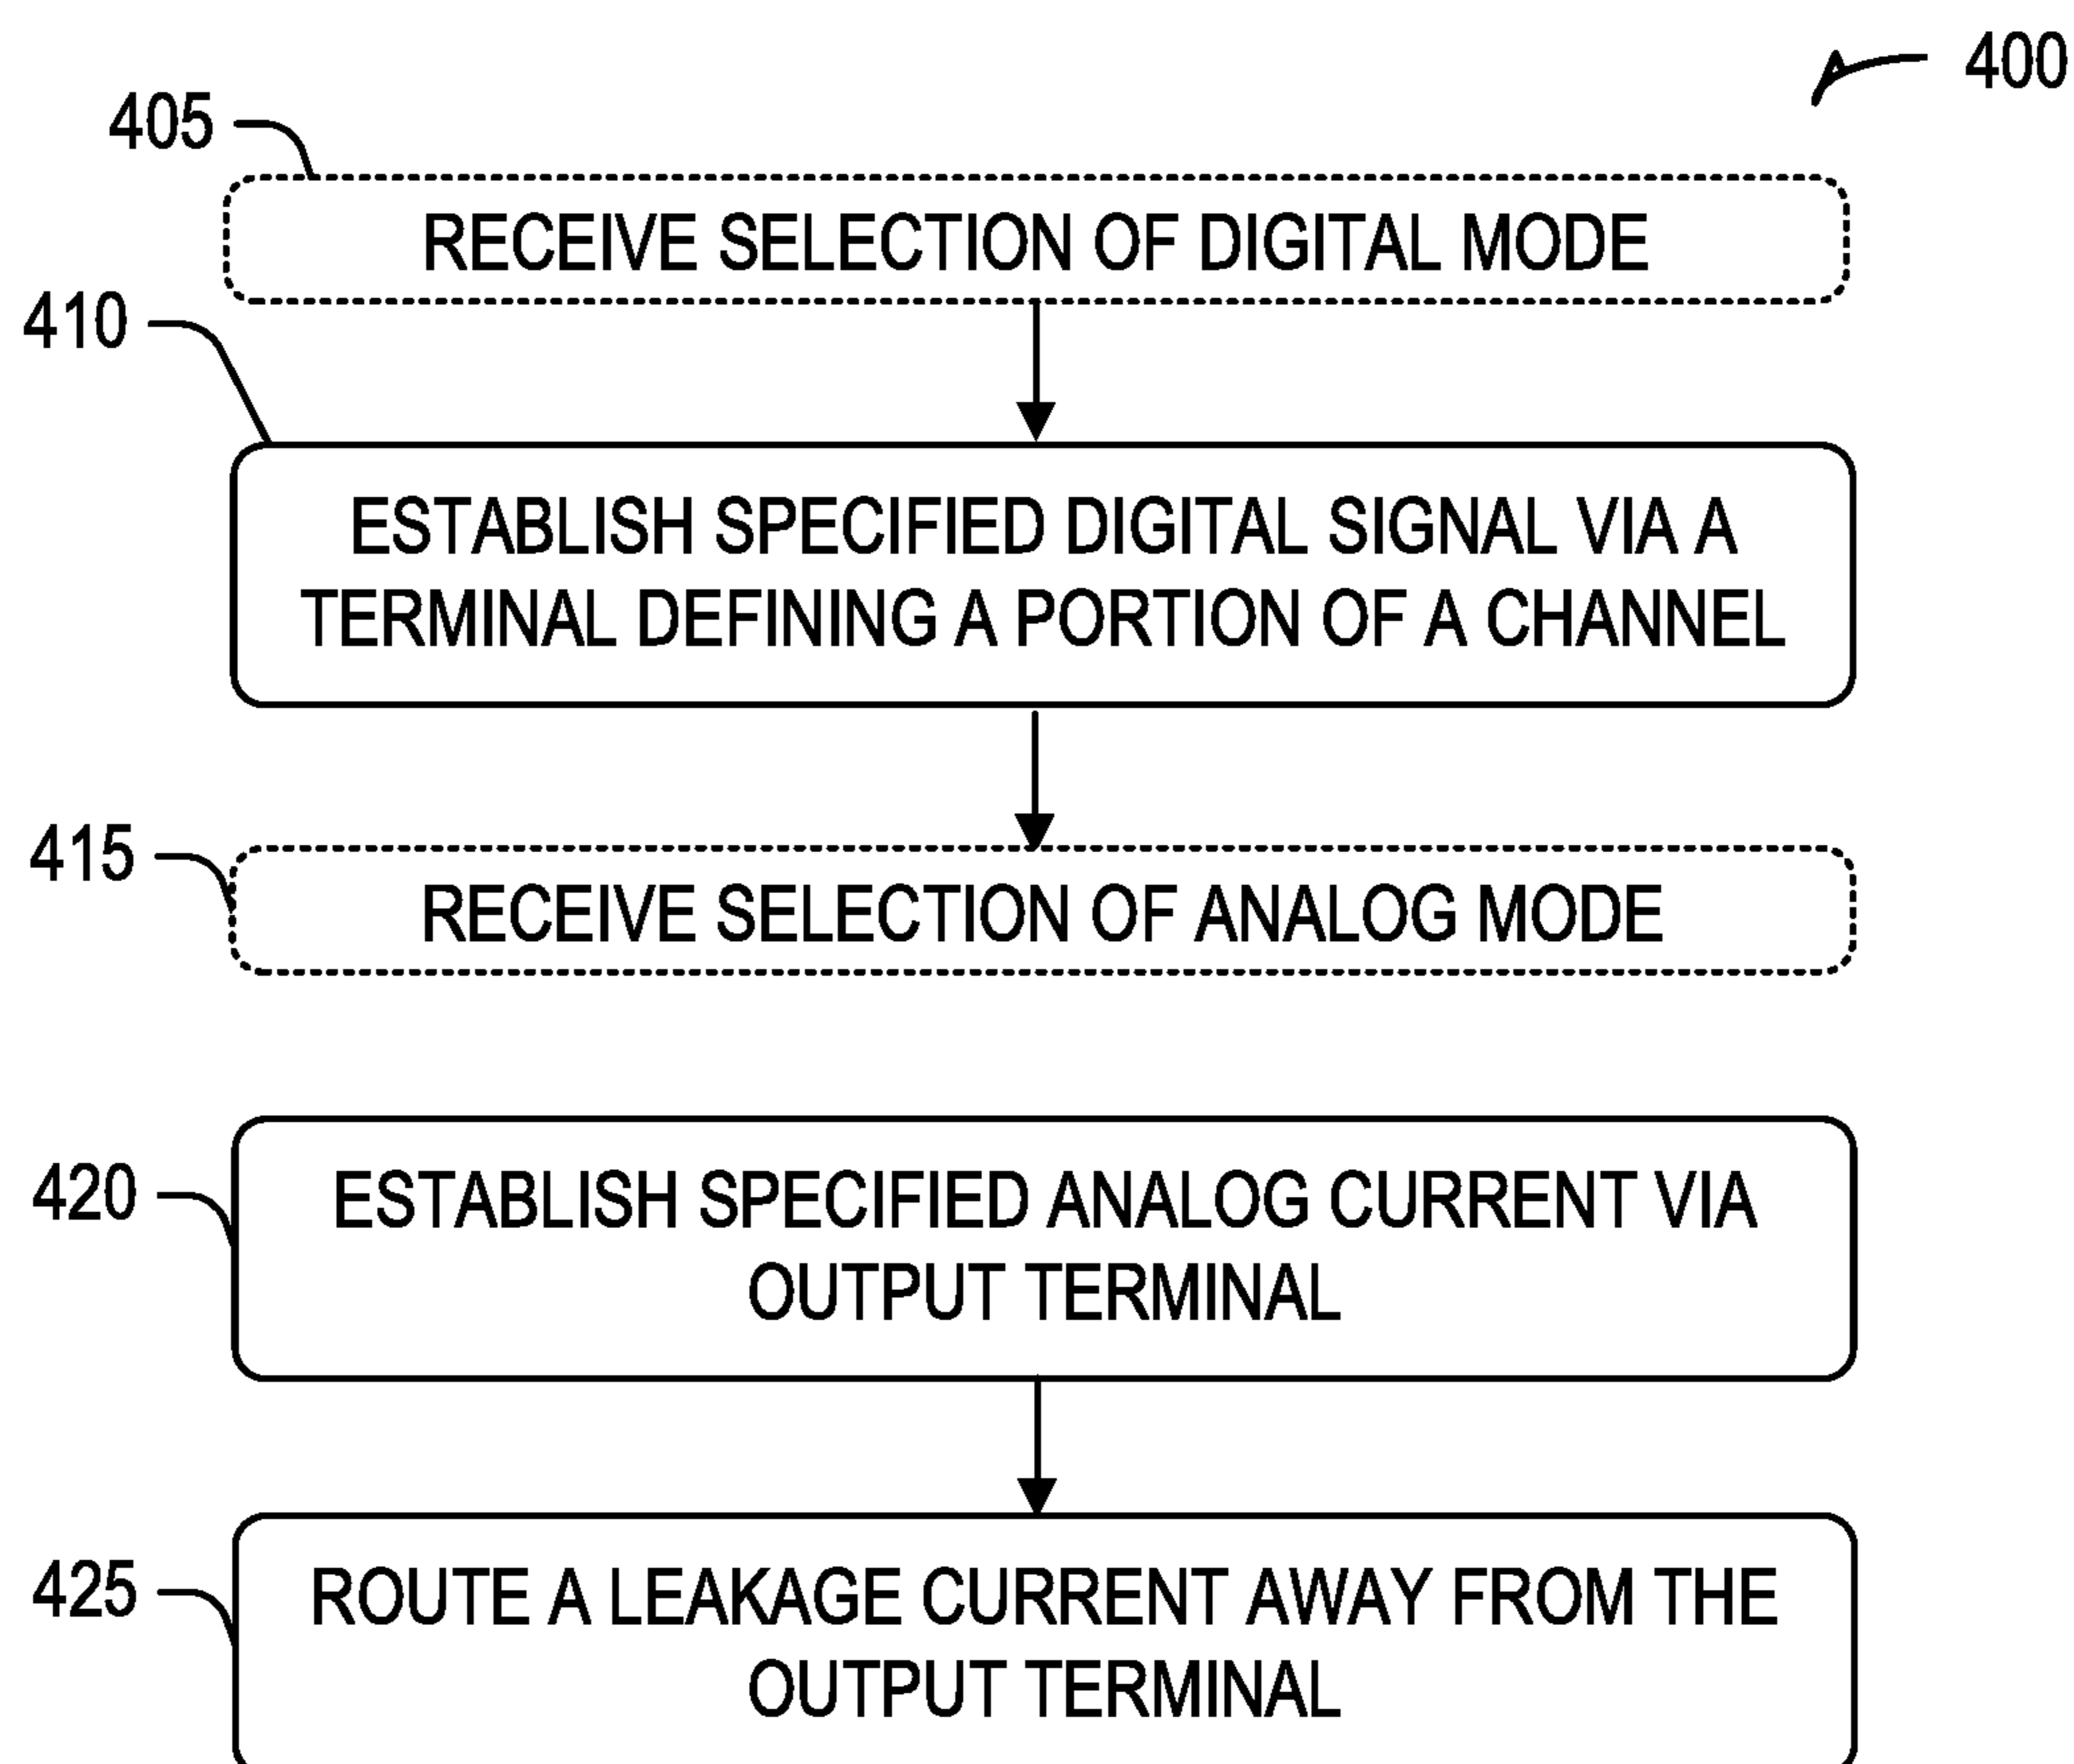 400
405
RECEIVE SELECTION OF DIGITAL MODE
410
ESTABLISH SPECIFIED DIGITAL SIGNAL VIA A
TERMINAL DEFINING A PORTION OF A CHANNEL
415
RECEIVE SELECTION OF ANALOG MODE
420
ESTABLISH SPECIFIED ANALOG CURRENT VIA
OUTPUT TERMINAL
425
ROUTE A LEAKAGE CURRENT AWAY FROM THE
OUTPUT TERMINAL